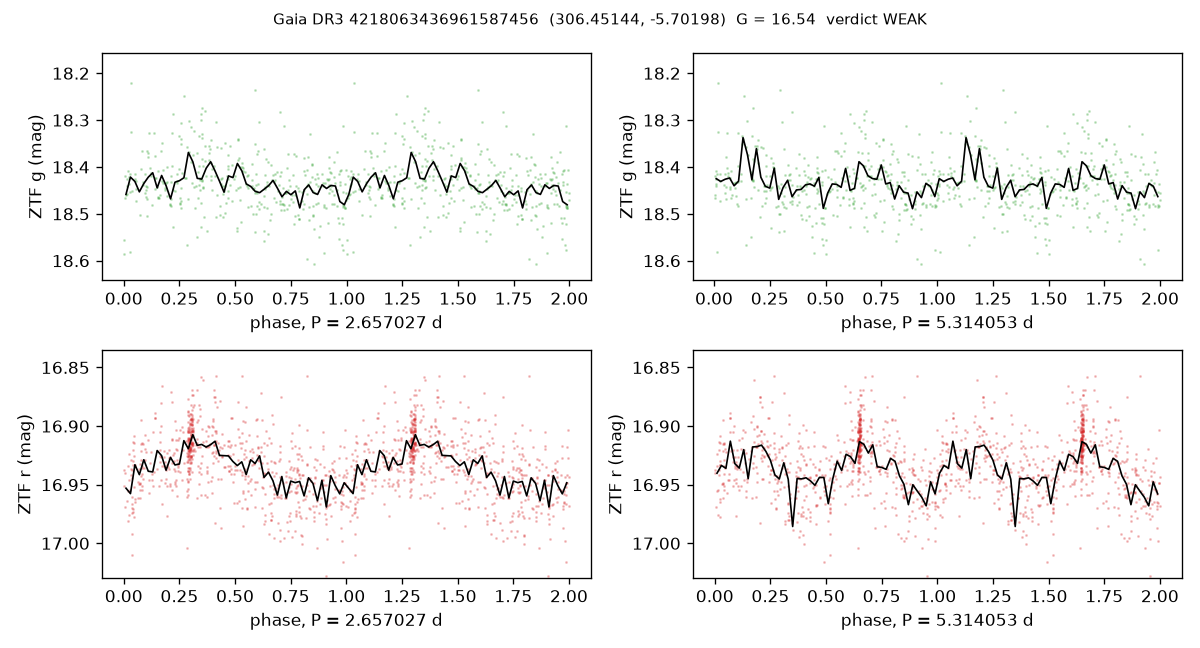 Gaia DR3 4218063436961587456  (306.45144, -5.70198)  G = 16.54  verdict WEAK
ZTF g (mag)
18.2
18.3
18.4
18.5
18.6
0.00 0.25 0.50 0.75 1.00 1.25 1.50 1.75 2.00
phase, P = 2.657027 d
ZTF g (mag)
18.2
18.3
18.4
18.5
18.6
0.00 0.25 0.50 0.75 1.00 1.25 1.50 1.75 2.00
phase, P = 5.314053 d
ZTF r (mag)
16.85
16.90
16.95
17.00
0.00 0.25 0.50 0.75 1.00 1.25 1.50 1.75 2.00
phase, P = 2.657027 d
ZTF r (mag)
16.85
16.90
16.95
17.00
0.00 0.25 0.50 0.75 1.00 1.25 1.50 1.75 2.00
phase, P = 5.314053 d